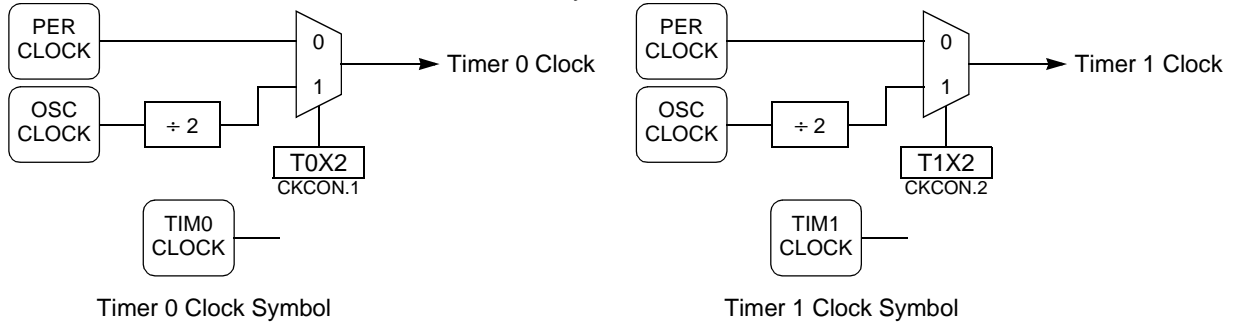 PER
CLOCK
0
Timer 0 Clock
OSC
CLOCK
÷ 2
1
T0X2
CKCON.1
TIM0
CLOCK
Timer 0 Clock Symbol
PER
CLOCK
0
Timer 1 Clock
OSC
CLOCK
÷ 2
1
T1X2
CKCON.2
TIM1
CLOCK
Timer 1 Clock Symbol